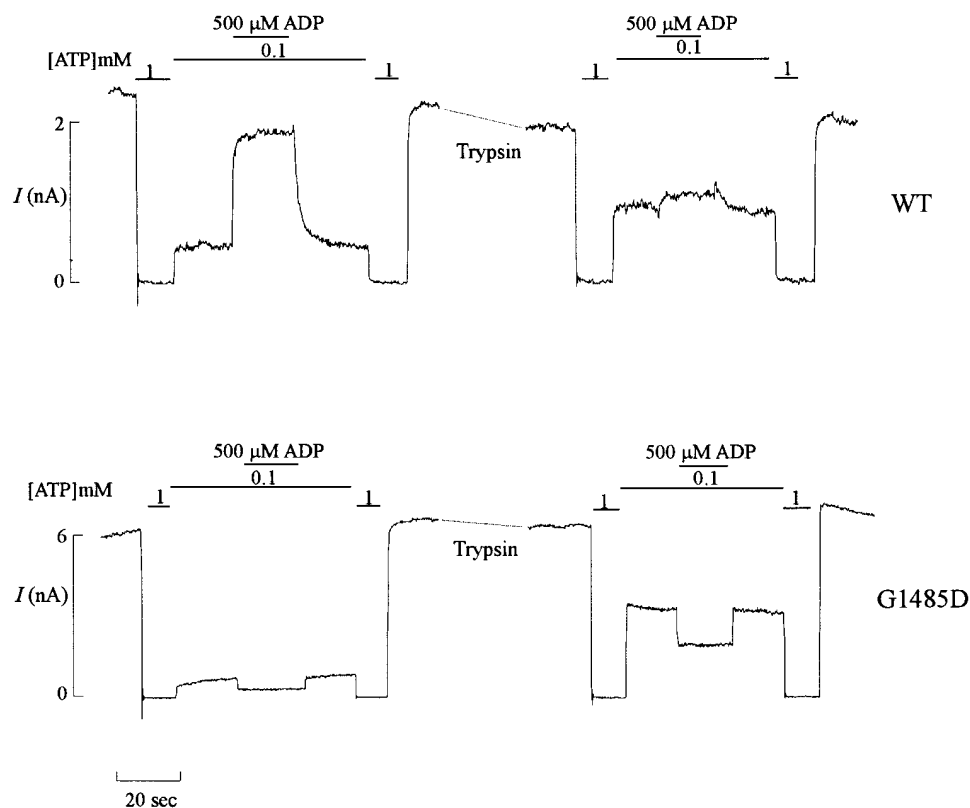 500 μM ADP
500 μM ADP
0.1
0.1
[ATP]mM
1
1
1
1
2
Trypsin
I (nA)
WT
0
500 μM ADP
500 μM ADP
0.1
0.1
[ATP]mM
1
1
1
1
6
Trypsin
I (nA)
G1485D
0
20 sec